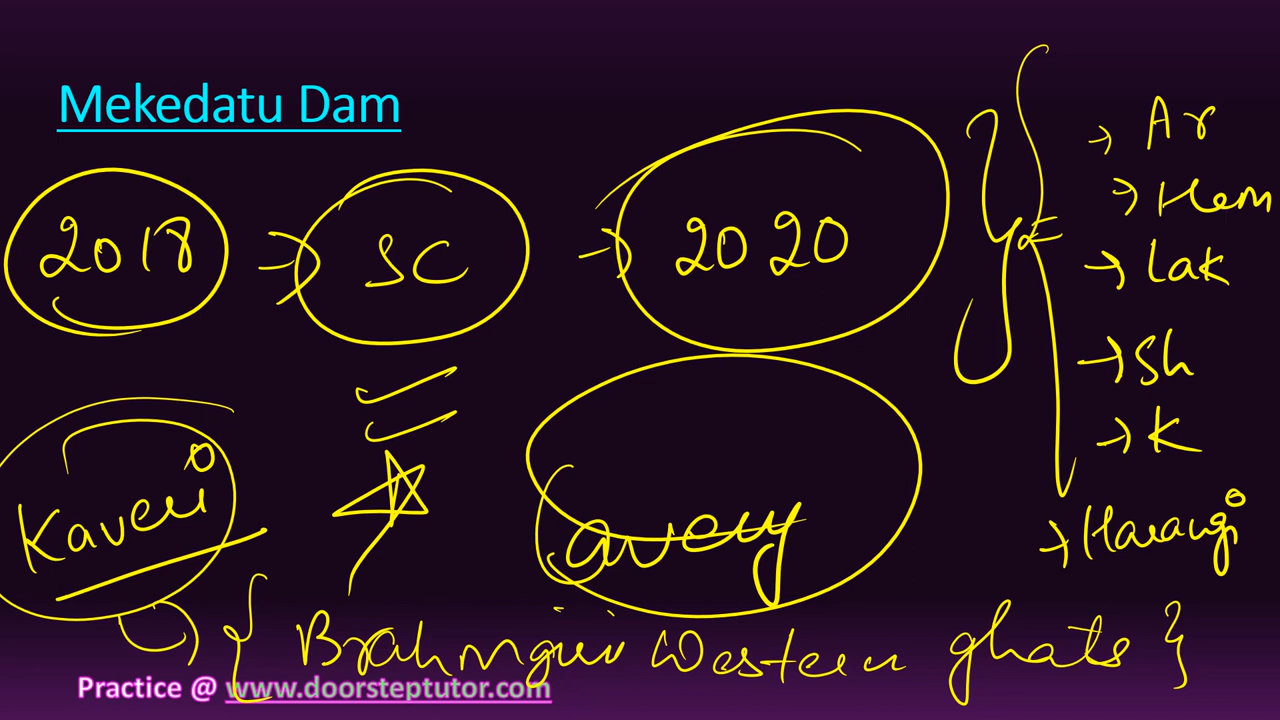 Mekedatu Dam
2018 → SC → 2020
→ Ar
→ Hem
→ Lak
→ Sh
→ K
→ Harangi
Kaveri
Cavery
{ Brahmgiri Western ghats }
Practice @ www.doorsteptutor.com